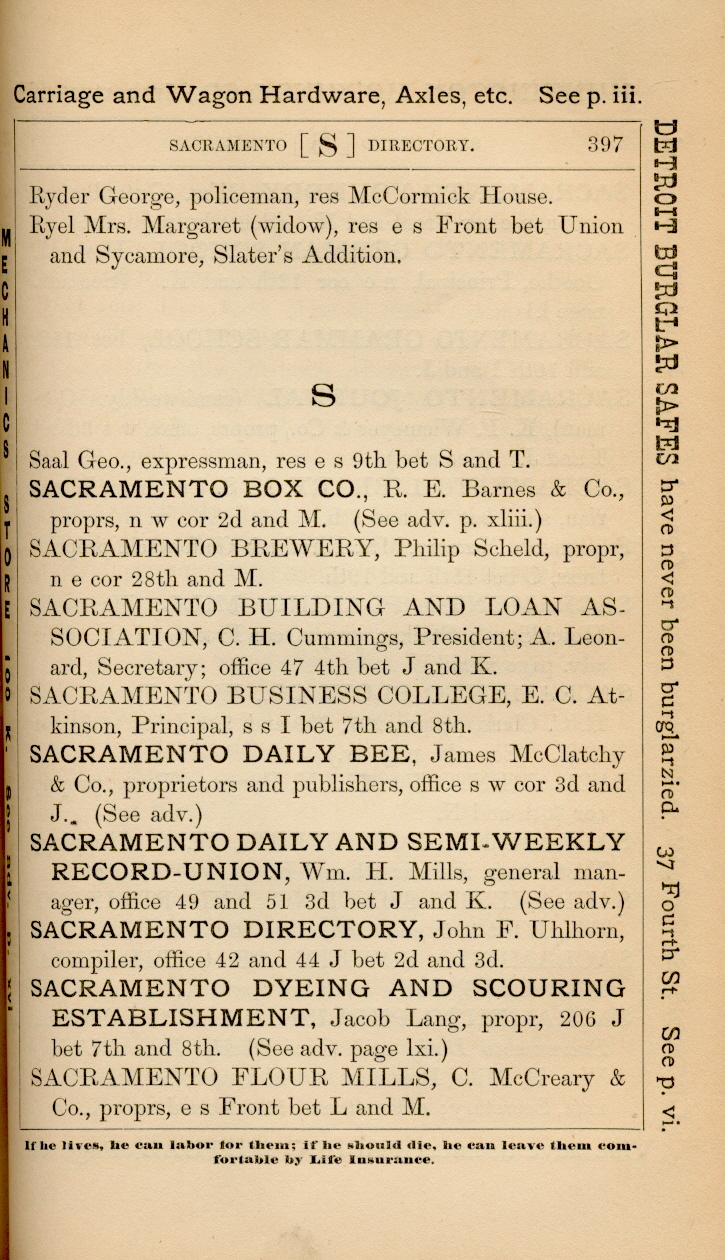 Carriage and Wagon Hardware, Axles, etc. See p. iii.
SACRAMENTO [ S ] DIRECTORY. 397
Ryder George, policeman, res McCormick House.
Ryel Mrs. Margaret (widow), res e s Front bet Union
and Sycamore, Slater's Addition.
S
Saal Geo., expressman, res e s 9th bet S and T.
SACRAMENTO BOX CO., R. E. Barnes & Co.,
proprs, n w cor 2d and M. (See adv. p. xliii.)
SACRAMENTO BREWERY, Philip Scheld, propr,
n e cor 28th and M.
SACRAMENTO BUILDING AND LOAN AS-
SOCIATION, C. H. Cummings, President; A. Leon-
ard, Secretary; office 47 4th bet J and K.
SACRAMENTO BUSINESS COLLEGE, E. C. At-
kinson, Principal, s s I bet 7th and 8th.
SACRAMENTO DAILY BEE, James McClatchy
& Co., proprietors and publishers, office s w cor 3d and
J.. (See adv.)
SACRAMENTO DAILY AND SEMI-WEEKLY
RECORD-UNION, Wm. H. Mills, general man-
ager, office 49 and 51 3d bet J and K. (See adv.)
SACRAMENTO DIRECTORY, John F. Uhlhorn,
compiler, office 42 and 44 J bet 2d and 3d.
SACRAMENTO DYEING AND SCOURING
ESTABLISHMENT, Jacob Lang, propr, 206 J
bet 7th and 8th. (See adv. page lxi.)
SACRAMENTO FLOUR MILLS, C. McCreary &
Co., proprs, e s Front bet L and M.
If he lives, he can labor for them; if he should die, he can leave them com-
fortable by Life Insurance.
DETROIT BURGLAR SAFES have never been burglarzied. 37 Fourth St. See p. vi.
MECHANICS STORE